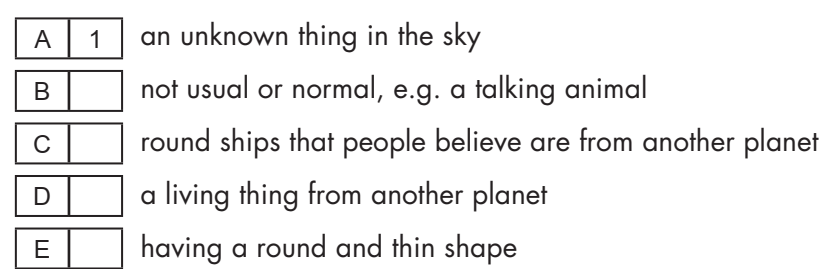 A 1 an unknown thing in the sky
B not usual or normal, e.g. a talking animal
C round ships that people believe are from another planet
D a living thing from another planet
E having a round and thin shape